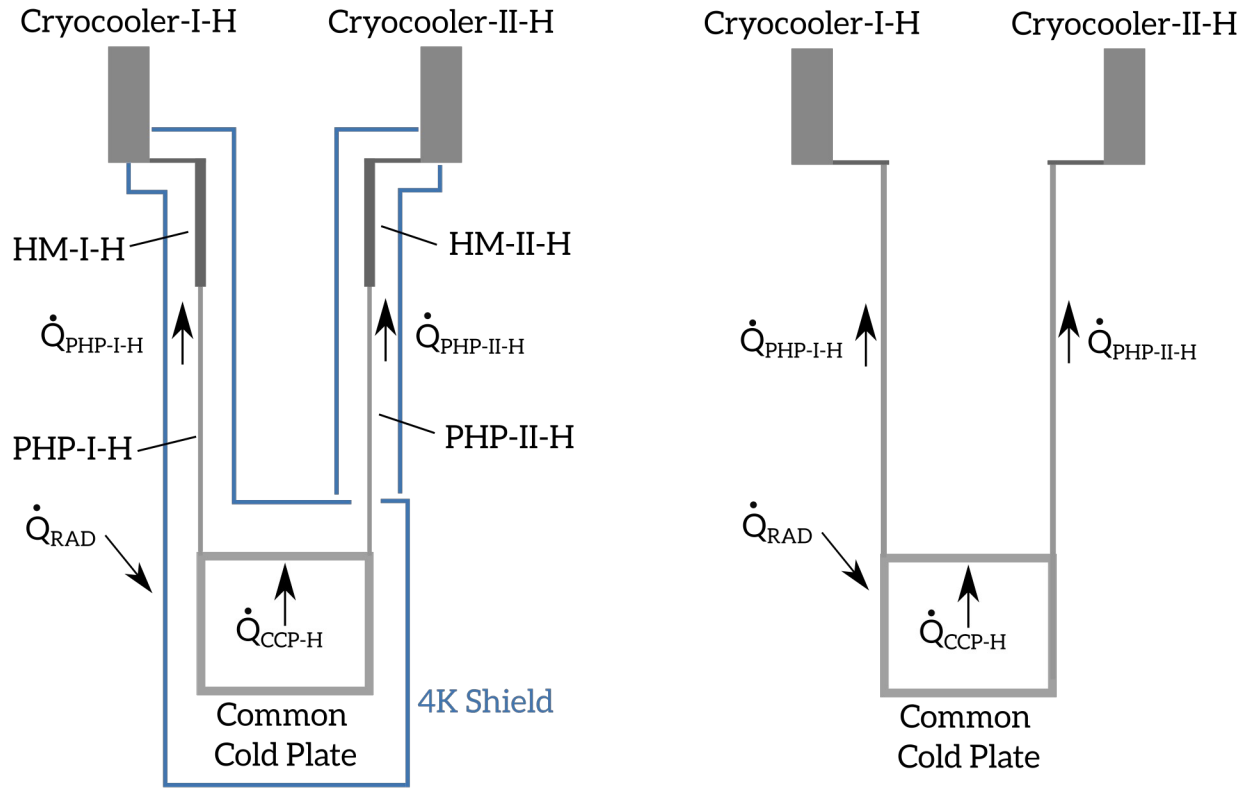 Cryocooler-I-H
Cryocooler-II-H
HM-I-H
HM-II-H
Q̇PHP-I-H
Q̇PHP-II-H
PHP-I-H
PHP-II-H
Q̇RAD
Q̇CCP-H
4K Shield
Common
Cold Plate
Cryocooler-I-H
Cryocooler-II-H
Q̇PHP-I-H
Q̇PHP-II-H
Q̇RAD
Q̇CCP-H
Common
Cold Plate